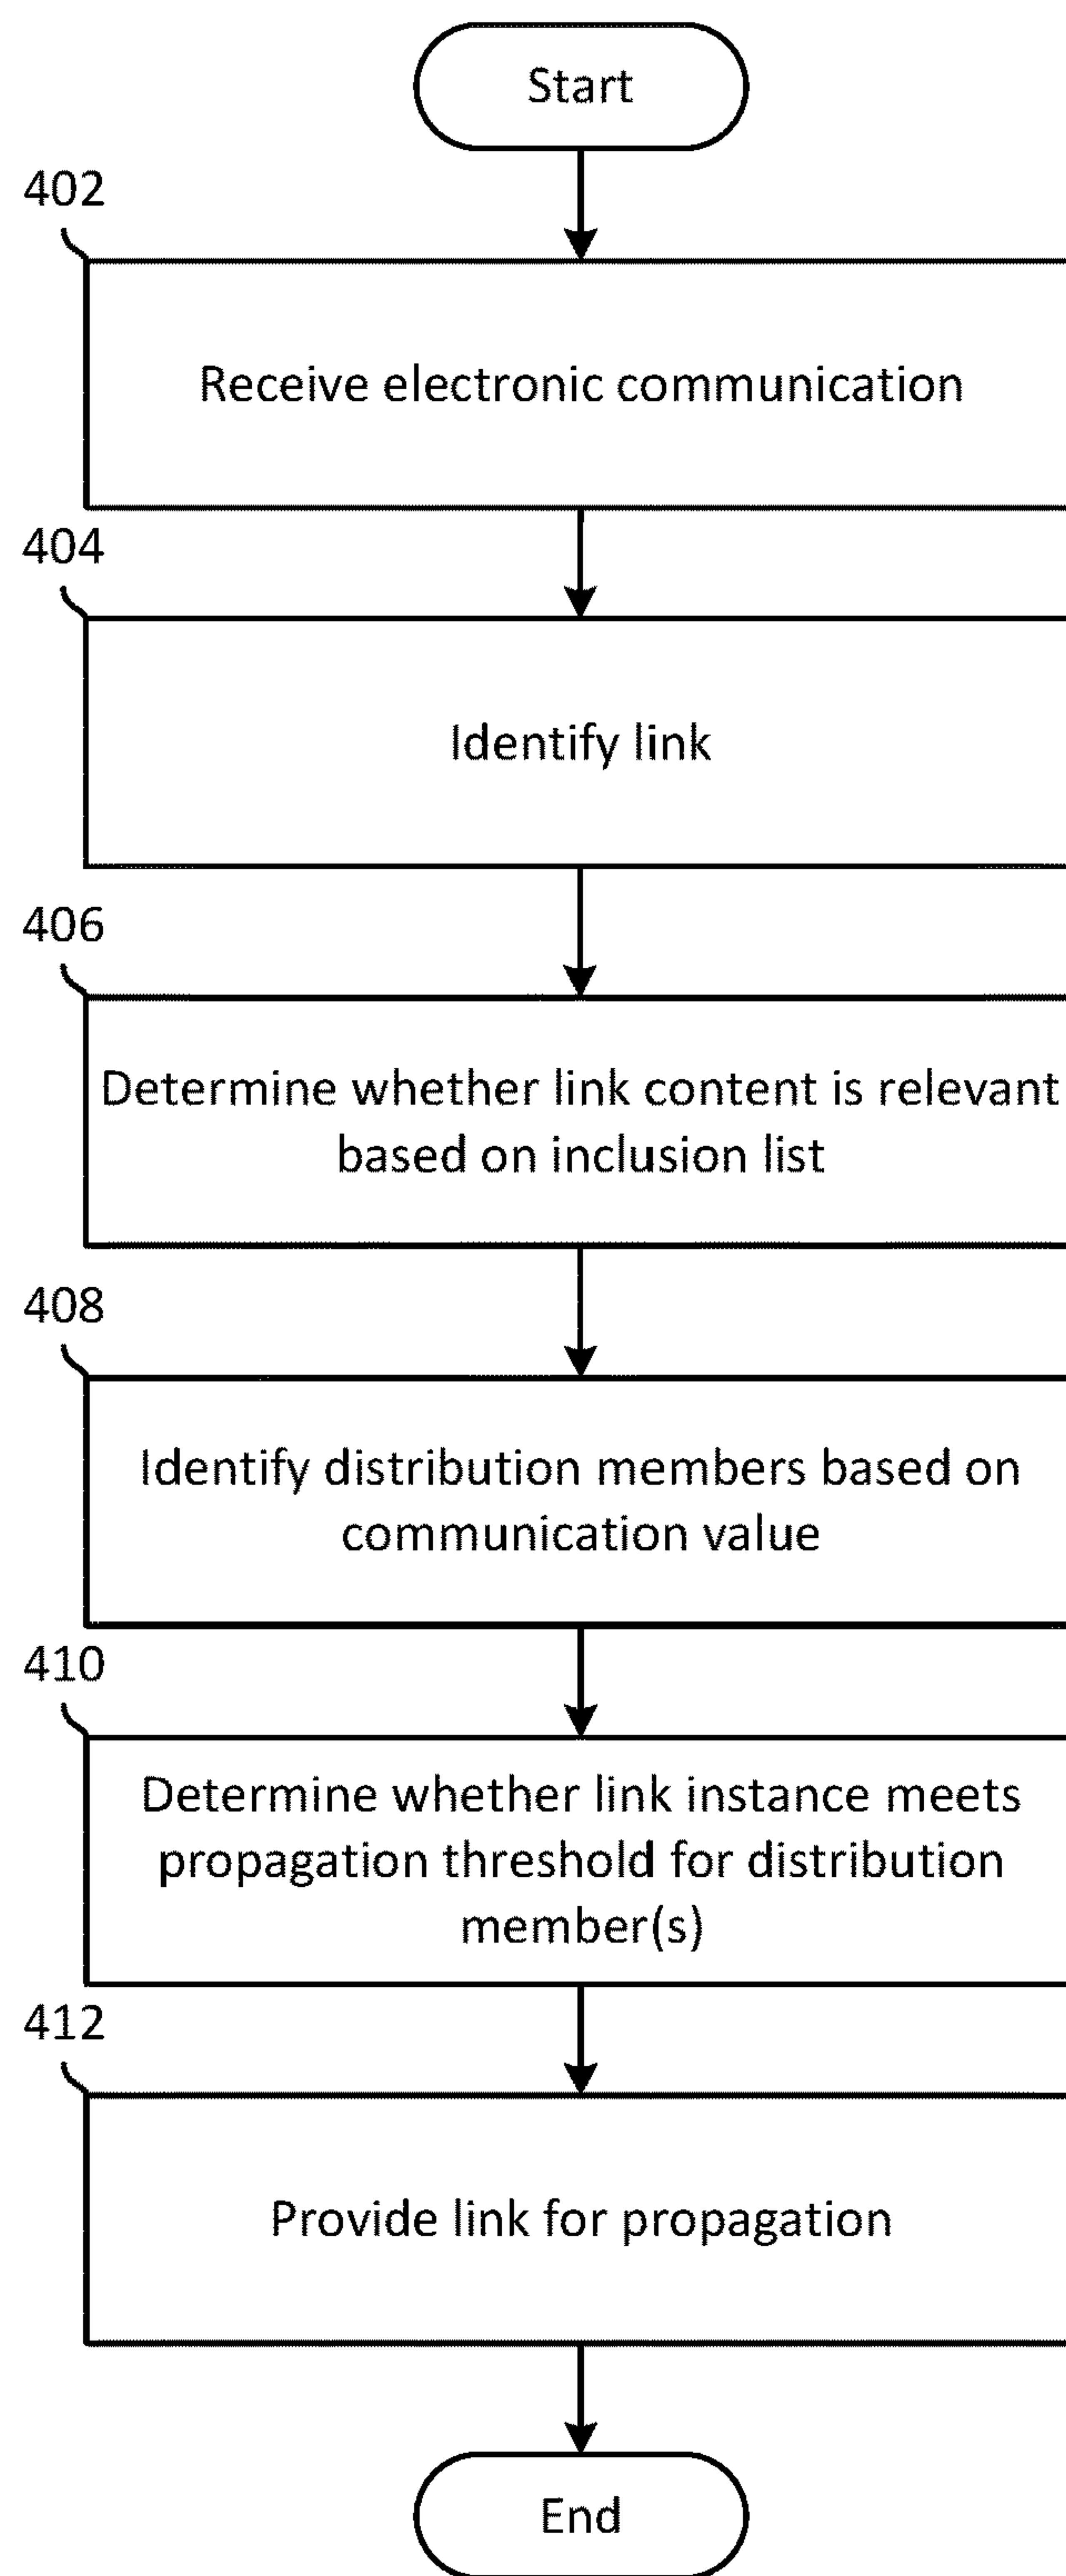 Start
402
Receive electronic communication
404
Identify link
406
Determine whether link content is relevant
based on inclusion list
408
Identify distribution members based on
communication value
410
Determine whether link instance meets
propagation threshold for distribution
member(s)
412
Provide link for propagation
End